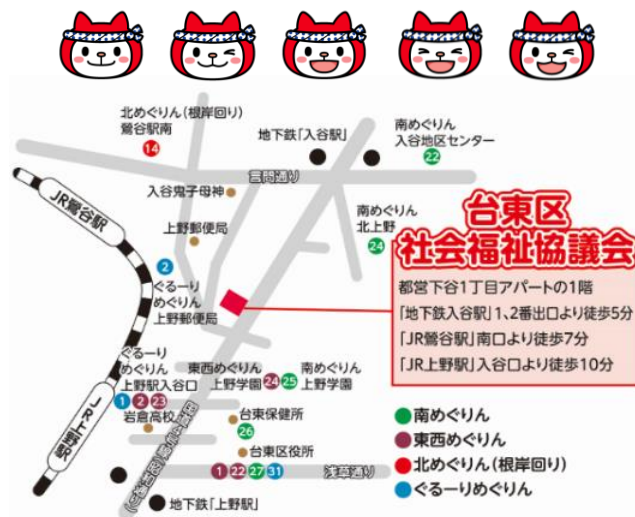 北めぐりん(根岸回り)
鶯谷駅南
14
地下鉄「入谷駅」
南めぐりん
入谷地区センター
22
言問通り
JR鶯谷駅
入谷鬼子母神
上野郵便局
南めぐりん
北上野
24
台東区
社会福祉協議会
都営下谷1丁目アパートの1階
「地下鉄入谷駅」1、2番出口より徒歩5分
「JR鶯谷駅」南口より徒歩7分
「JR上野駅」入谷口より徒歩10分
2
ぐるーり
めぐりん
上野郵便局
ぐるーり
めぐりん
上野駅入谷口
1 2 23
東西めぐりん
上野学園
24 25
南めぐりん
上野学園
岩倉高校
台東保健所
26
台東区役所
1 22 27 31
浅草通り
JR上野駅
地下鉄「上野駅」
南めぐりん
東西めぐりん
北めぐりん(根岸回り)
ぐるーりめぐりん